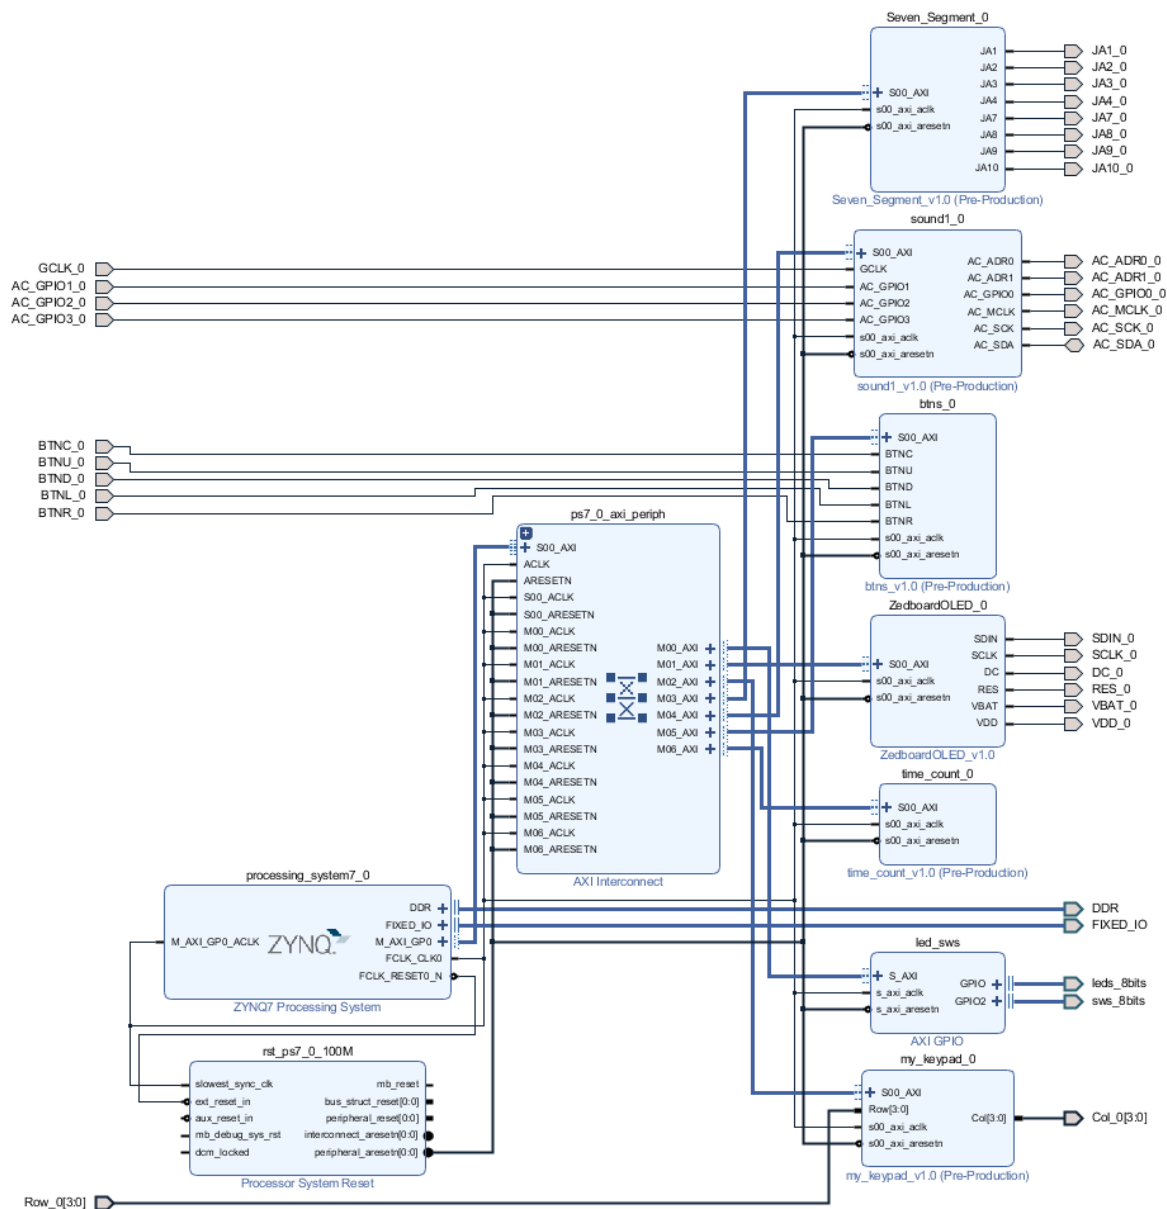 Seven_Segment_0
S00_AXI
s00_axi_aclk
s00_axi_aresetn
JA1
JA2
JA3
JA4
JA7
JA8
JA9
JA10
JA1_0
JA2_0
JA3_0
JA4_0
JA7_0
JA8_0
JA9_0
JA10_0
Seven_Segment_v1.0 (Pre-Production)
sound1_0
GCLK_0
AC_GPIO1_0
AC_GPIO2_0
AC_GPIO3_0
S00_AXI
GCLK
AC_GPIO1
AC_GPIO2
AC_GPIO3
s00_axi_aclk
s00_axi_aresetn
AC_ADR0
AC_ADR1
AC_GPIO0
AC_MCLK
AC_SCK
AC_SDA
AC_ADR0_0
AC_ADR1_0
AC_GPIO0_0
AC_MCLK_0
AC_SCK_0
AC_SDA_0
sound1_v1.0 (Pre-Production)
btns_0
BTNC_0
BTNU_0
BTND_0
BTNL_0
BTNR_0
S00_AXI
BTNC
BTNU
BTND
BTNL
BTNR
s00_axi_aclk
s00_axi_aresetn
btns_v1.0 (Pre-Production)
ps7_0_axi_periph
S00_AXI
ACLK
ARESETN
S00_ACLK
S00_ARESETN
M00_ACLK
M00_ARESETN
M01_ACLK
M01_ARESETN
M02_ACLK
M02_ARESETN
M03_ACLK
M03_ARESETN
M04_ACLK
M04_ARESETN
M05_ACLK
M05_ARESETN
M06_ACLK
M06_ARESETN
M00_AXI
M01_AXI
M02_AXI
M03_AXI
M04_AXI
M05_AXI
M06_AXI
AXI Interconnect
ZedboardOLED_0
S00_AXI
s00_axi_aclk
s00_axi_aresetn
SDIN
SCLK
DC
RES
VBAT
VDD
SDIN_0
SCLK_0
DC_0
RES_0
VBAT_0
VDD_0
ZedboardOLED_v1.0
time_count_0
S00_AXI
s00_axi_aclk
s00_axi_aresetn
time_count_v1.0 (Pre-Production)
processing_system7_0
M_AXI_GP0_ACLK
ZYNQ
DDR
FIXED_IO
M_AXI_GP0
FCLK_CLK0
FCLK_RESET0_N
DDR
FIXED_IO
ZYNQ7 Processing System
led_sws
S_AXI
s_axi_aclk
s_axi_aresetn
GPIO
GPIO2
leds_8bits
sws_8bits
AXI GPIO
rst_ps7_0_100M
slowest_sync_clk
ext_reset_in
aux_reset_in
mb_debug_sys_rst
dcm_locked
mb_reset
bus_struct_reset[0:0]
peripheral_reset[0:0]
interconnect_aresetn[0:0]
peripheral_aresetn[0:0]
Processor System Reset
my_keypad_0
S00_AXI
Row[3:0]
s00_axi_aclk
s00_axi_aresetn
Col[3:0]
Col_0[3:0]
my_keypad_v1.0 (Pre-Production)
Row_0[3:0]